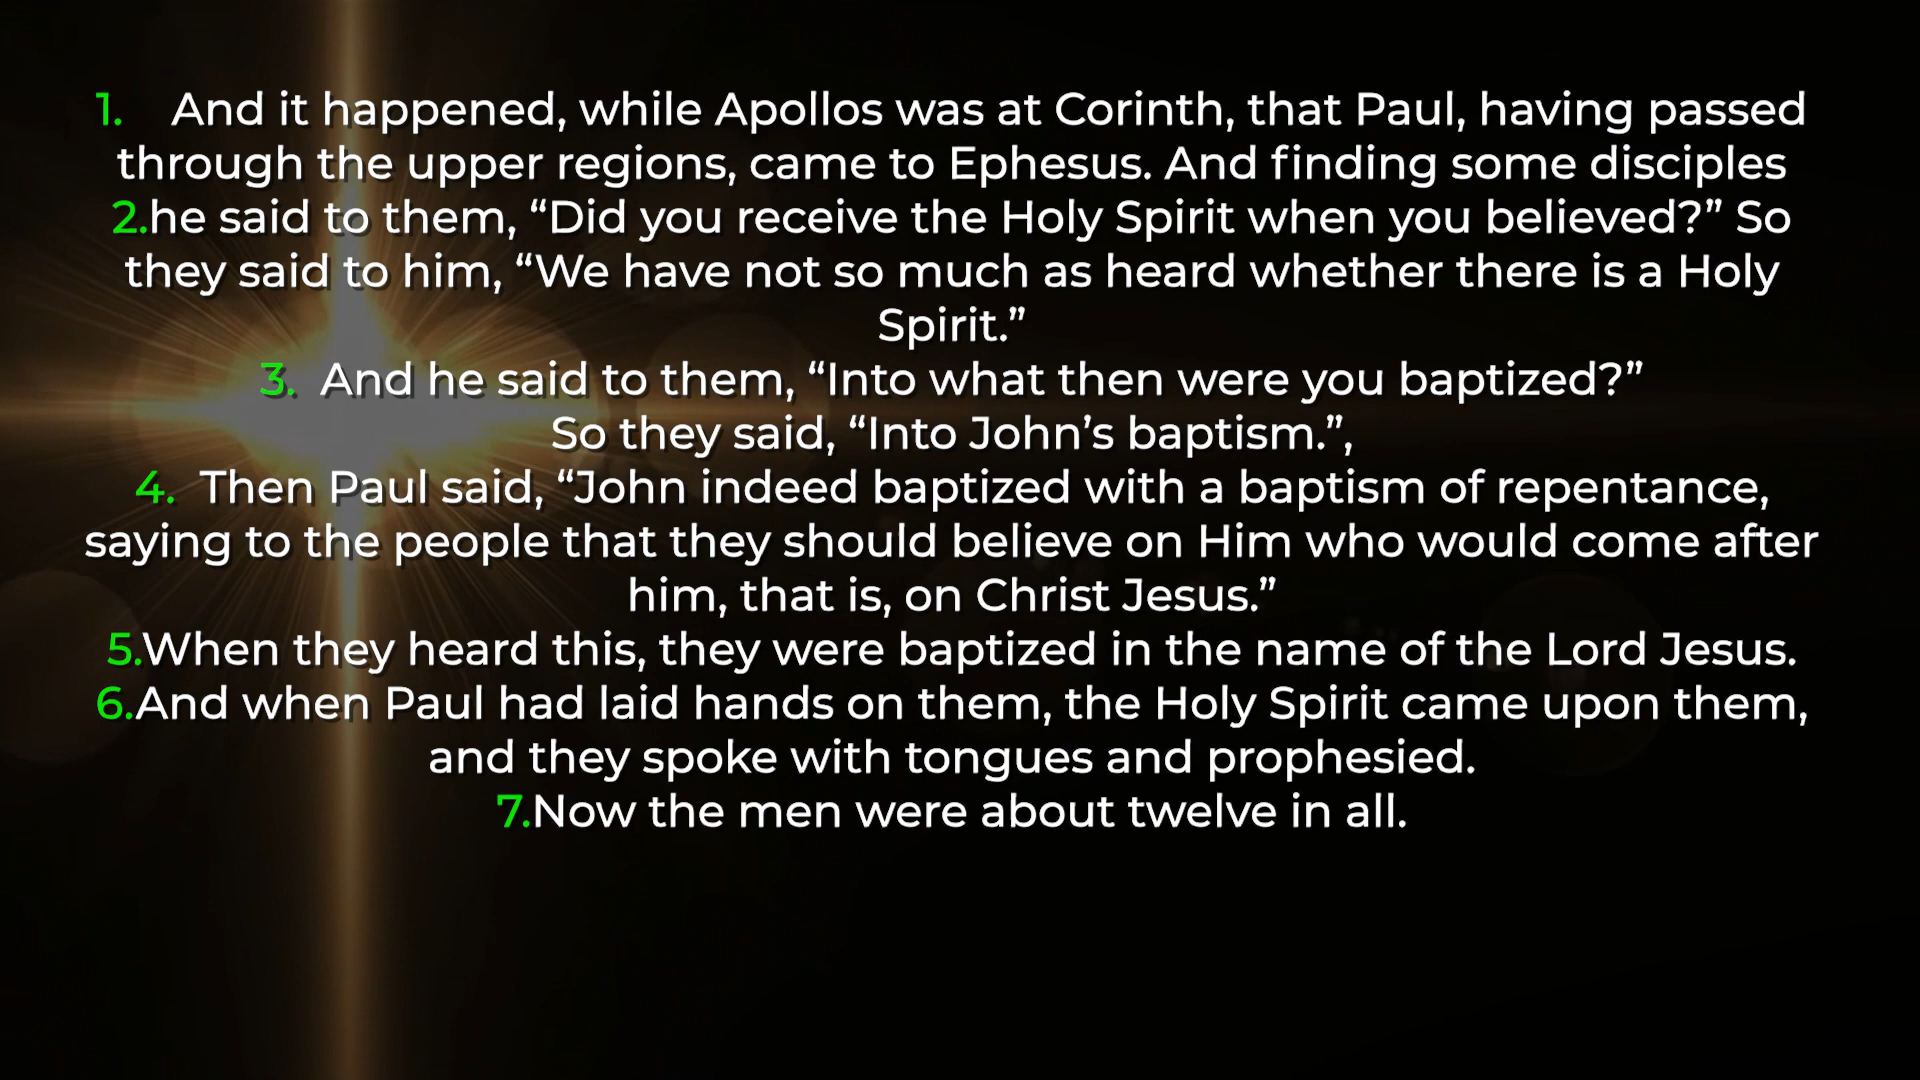 1. And it happened, while Apollos was at Corinth, that Paul, having passed
through the upper regions, came to Ephesus. And finding some disciples
2.he said to them, “Did you receive the Holy Spirit when you believed?” So
they said to him, “We have not so much as heard whether there is a Holy
Spirit.”
3. And he said to them, “Into what then were you baptized?”
So they said, “Into John’s baptism.”,
4. Then Paul said, “John indeed baptized with a baptism of repentance,
saying to the people that they should believe on Him who would come after
him, that is, on Christ Jesus.”
5.When they heard this, they were baptized in the name of the Lord Jesus.
6.And when Paul had laid hands on them, the Holy Spirit came upon them,
and they spoke with tongues and prophesied.
7.Now the men were about twelve in all.